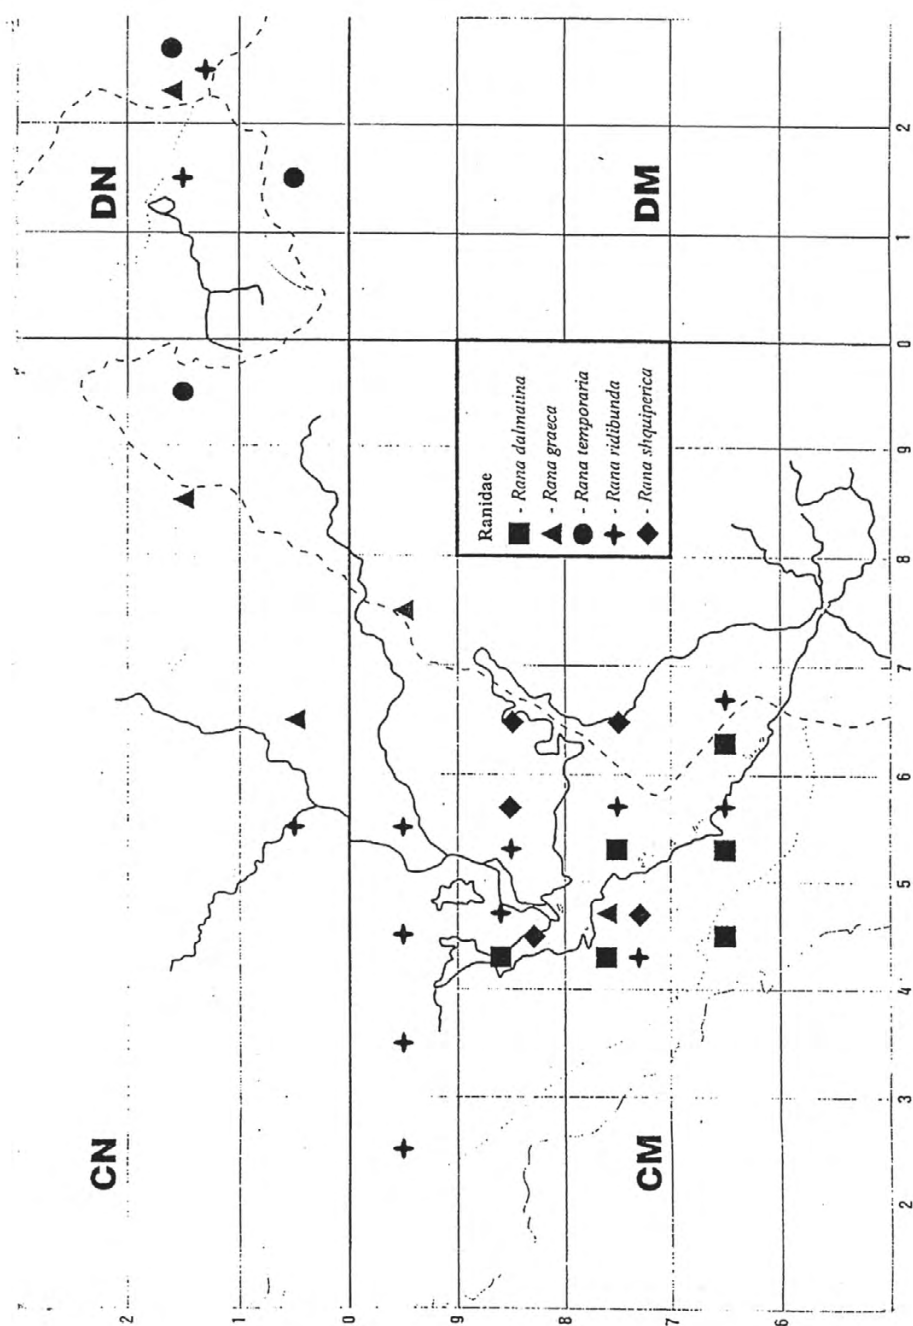 DN
DM
Ranidae
- Rana dalmatina
- Rana graeca
- Rana temporaria
- Rana ridibunda
- Rana shquiperica
CN
CM
2
1
0
9
8
7
6
5
4
3
2
2
1
0
9
8
7
6